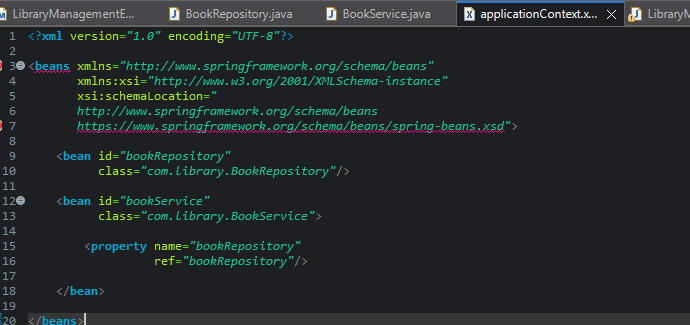 LibraryManagementE... BookRepository.java BookService.java applicationContext.x... LibraryM
1 <?xml version="1.0" encoding="UTF-8"?>
2
3 <beans xmlns="http://www.springframework.org/schema/beans"
4 xmlns:xsi="http://www.w3.org/2001/XMLSchema-instance"
5 xsi:schemaLocation="
6 http://www.springframework.org/schema/beans
7 https://www.springframework.org/schema/beans/spring-beans.xsd">
8
9 <bean id="bookRepository"
10 class="com.library.BookRepository"/>
11
12 <bean id="bookService"
13 class="com.library.BookService">
14
15 <property name="bookRepository"
16 ref="bookRepository"/>
17
18 </bean>
19
20 </beans>